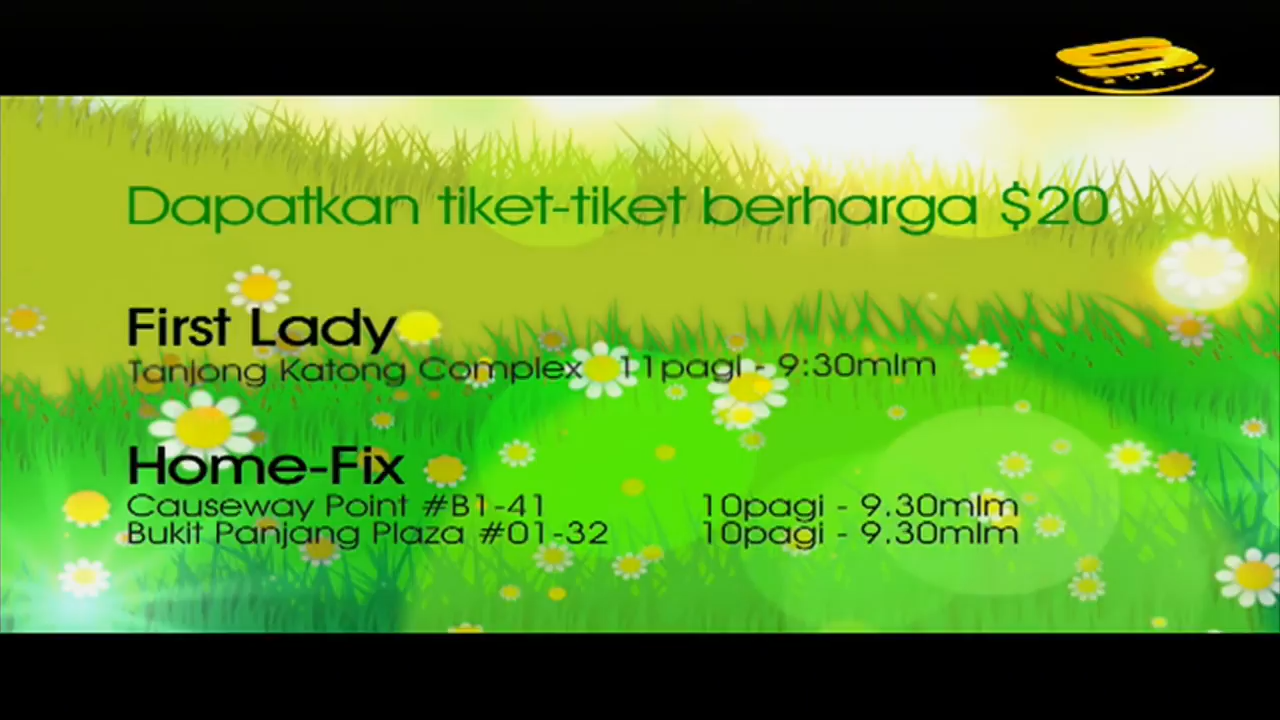 suria
Dapatkan tiket-tiket berharga $20
First Lady
Tanjong Katong Complex 11pagi - 9:30mlm
Home-Fix
Causeway Point #B1-41 10pagi - 9.30mlm
Bukit Panjang Plaza #01-32 10pagi - 9.30mlm